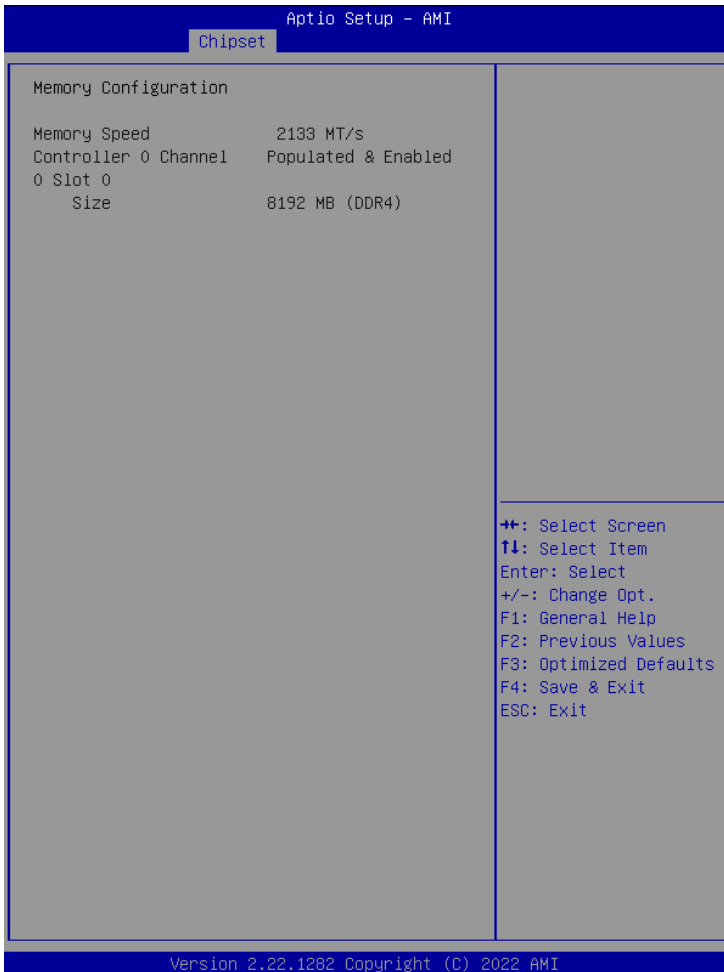 Aptio Setup – AMI
Chipset
Memory Configuration
Memory Speed 2133 MT/s
Controller 0 Channel Populated & Enabled
0 Slot 0
Size 8192 MB (DDR4)
→←: Select Screen
↑↓: Select Item
Enter: Select
+/-: Change Opt.
F1: General Help
F2: Previous Values
F3: Optimized Defaults
F4: Save & Exit
ESC: Exit
Version 2.22.1282 Copyright (C) 2022 AMI